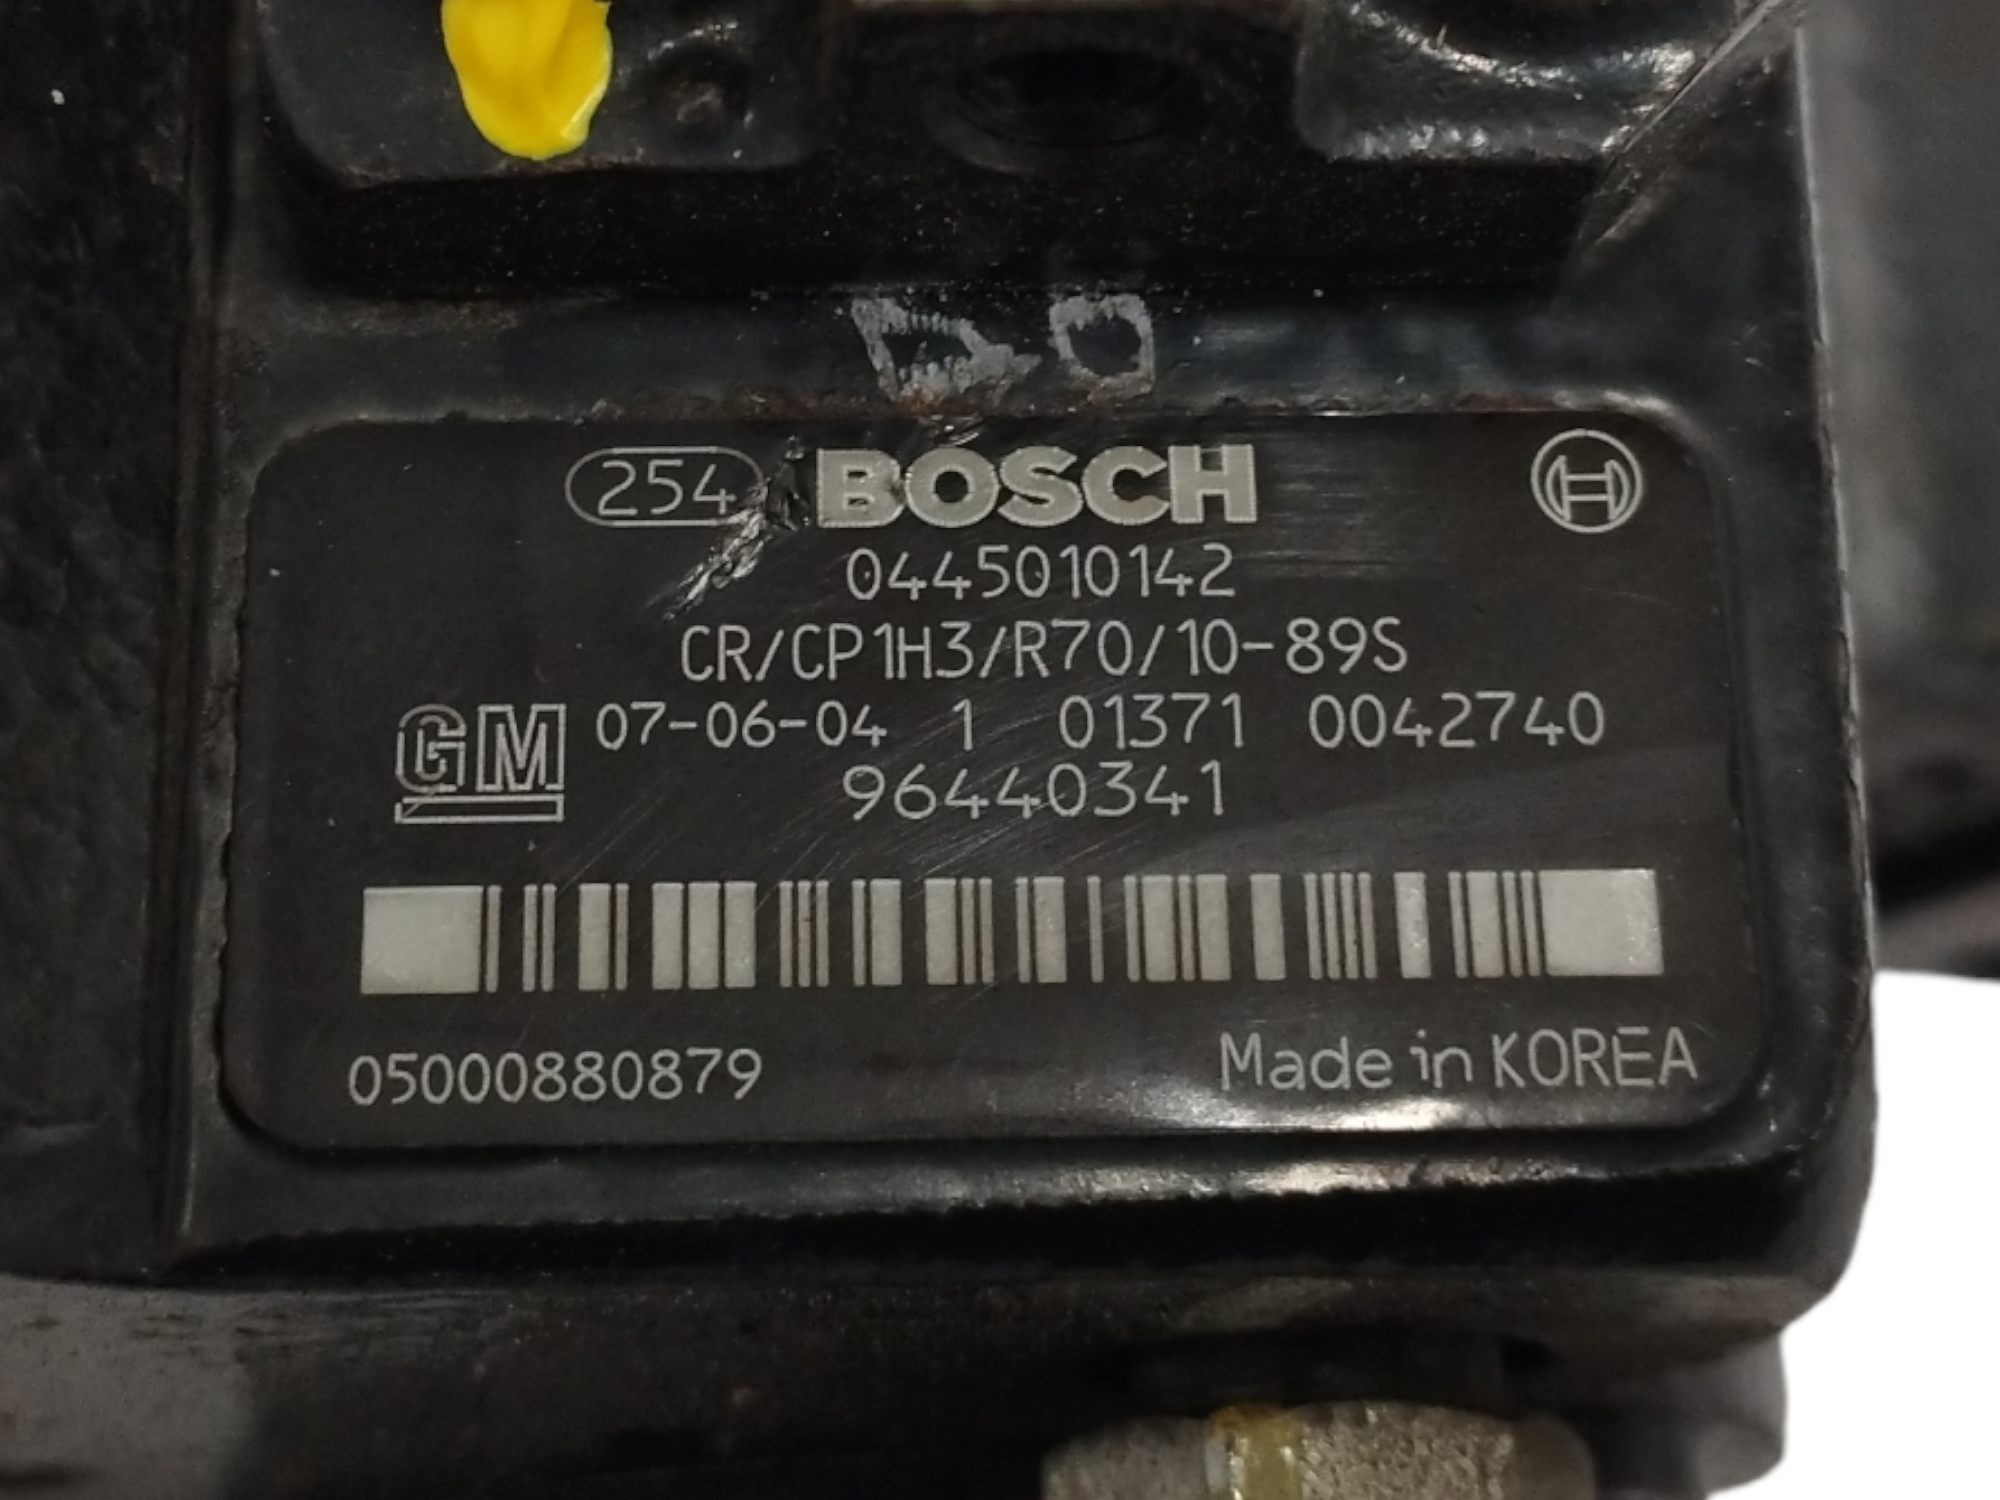 254 BOSCH
0445010142
CR/CP1H3/R70/10-89S
GM 07-06-04 1 01371 0042740
96440341
05000880879 Made in KOREA